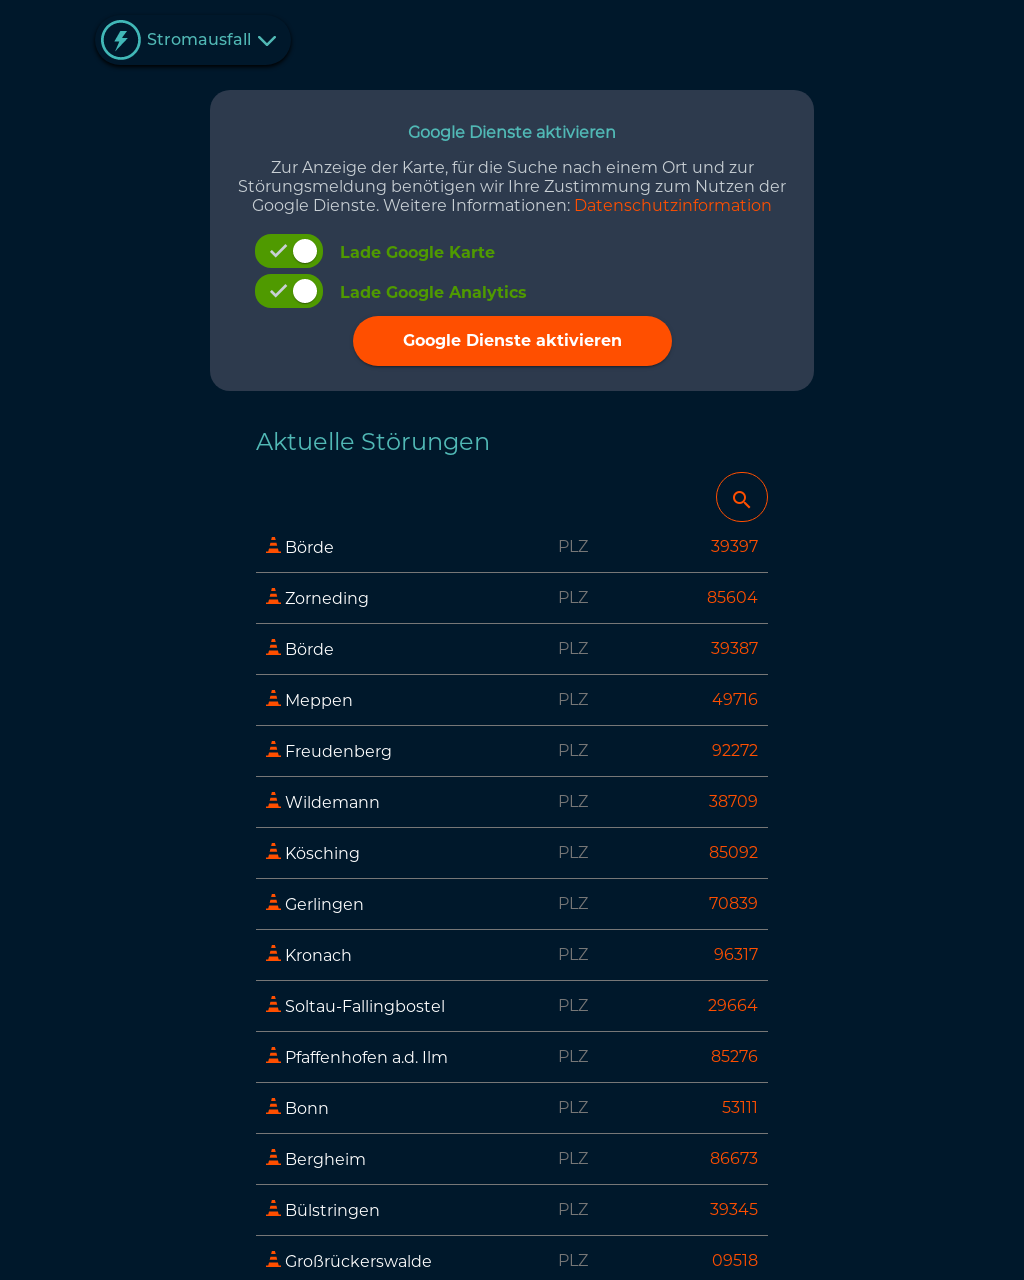 Stromausfall
Google Dienste aktivieren
Zur Anzeige der Karte, für die Suche nach einem Ort und zur
Störungsmeldung benötigen wir Ihre Zustimmung zum Nutzen der
Google Dienste. Weitere Informationen: Datenschutzinformation
Lade Google Karte
Lade Google Analytics
Google Dienste aktivieren
Aktuelle Störungen
Börde PLZ 39397
Zorneding PLZ 85604
Börde PLZ 39387
Meppen PLZ 49716
Freudenberg PLZ 92272
Wildemann PLZ 38709
Kösching PLZ 85092
Gerlingen PLZ 70839
Kronach PLZ 96317
Soltau-Fallingbostel PLZ 29664
Pfaffenhofen a.d. Ilm PLZ 85276
Bonn PLZ 53111
Bergheim PLZ 86673
Bülstringen PLZ 39345
Großrückerswalde PLZ 09518